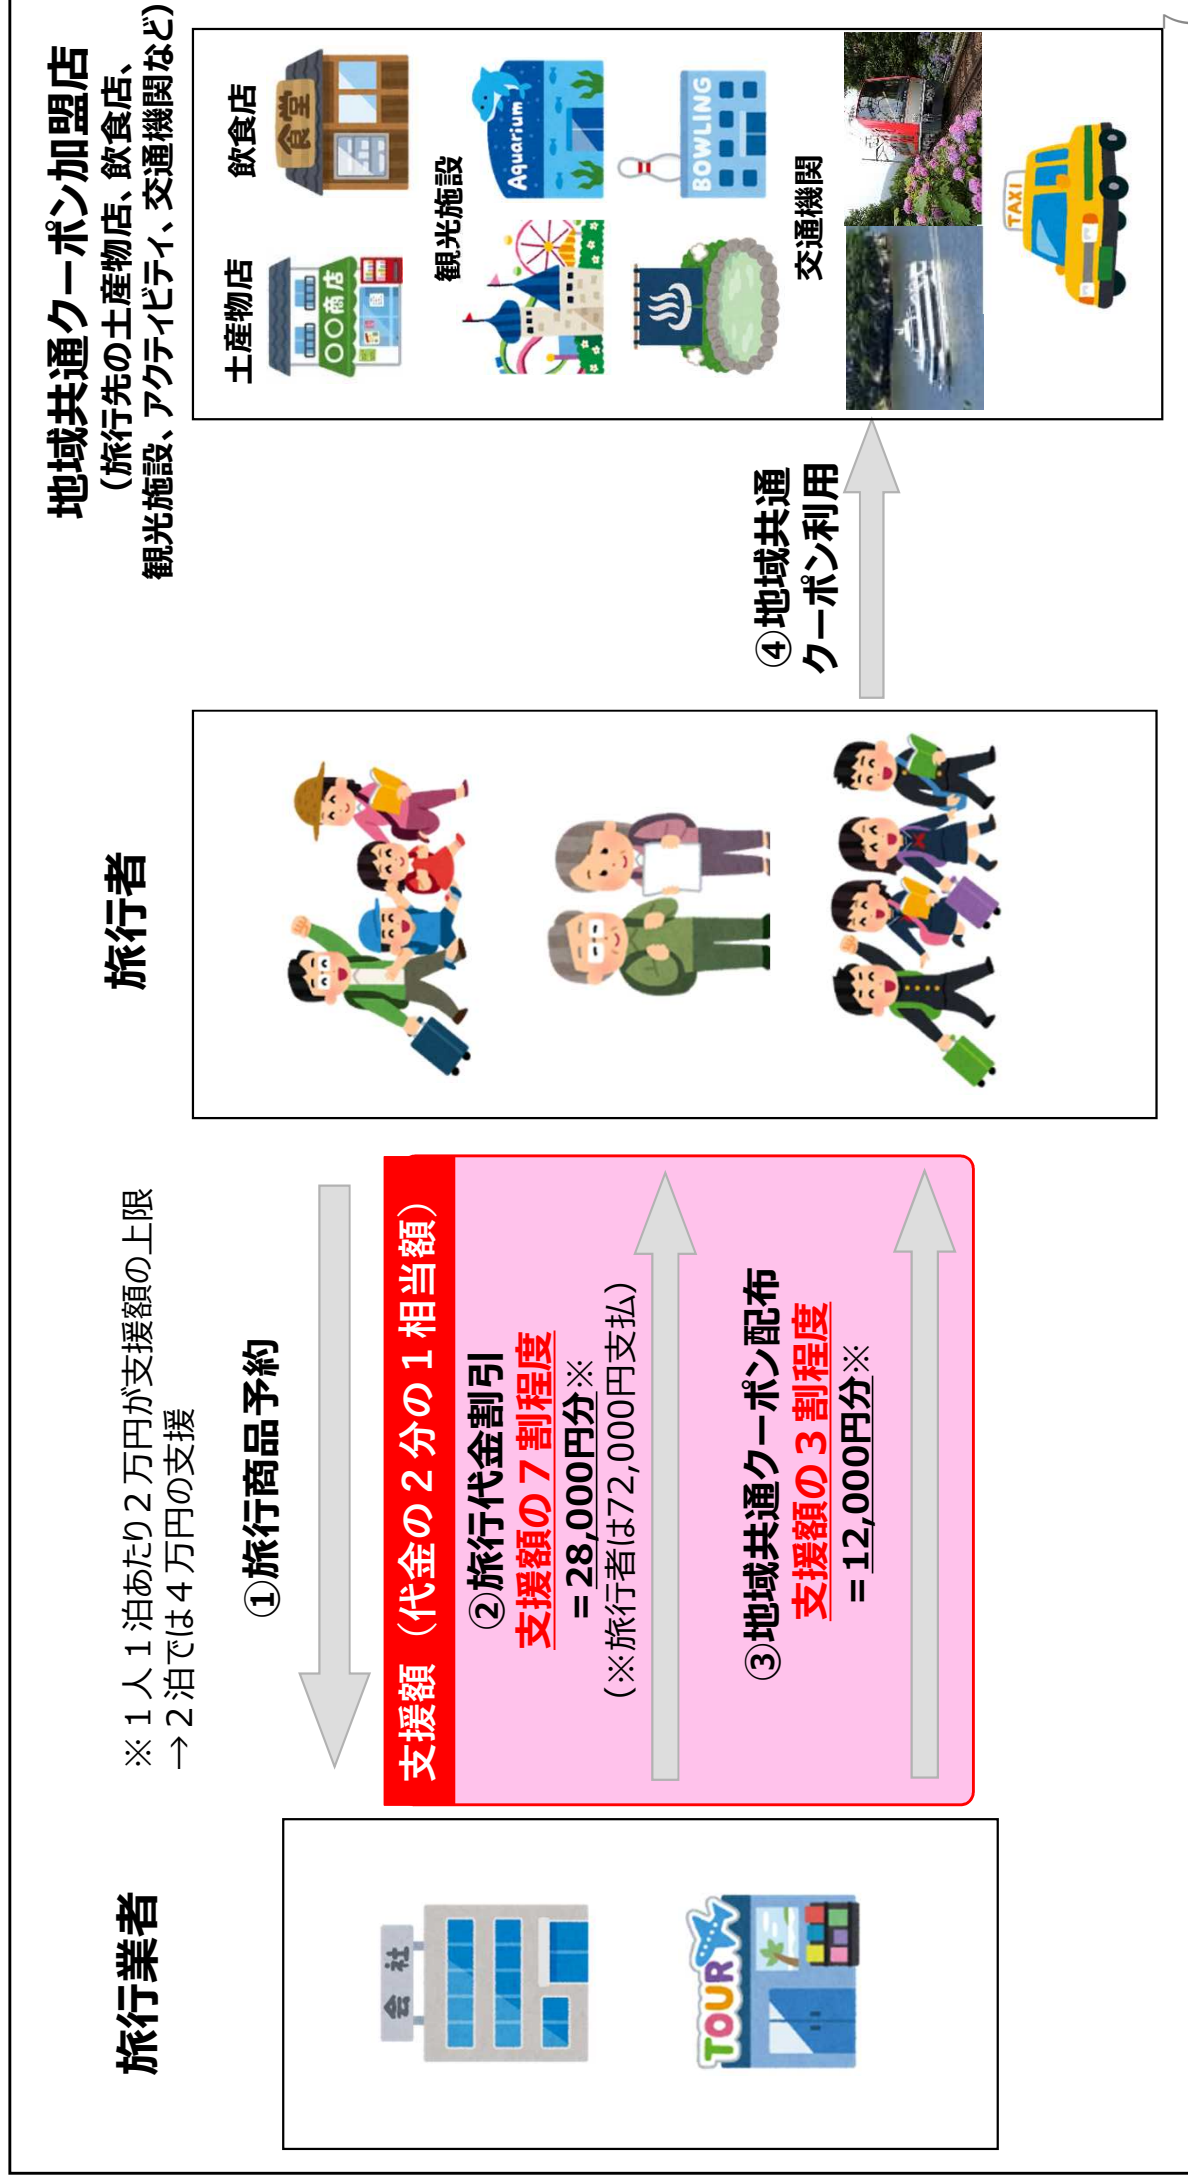 旅行業者
会社
TOUR
※１人１泊あたり２万円が支援額の上限
→２泊では４万円の支援
①旅行商品予約
支援額（代金の２分の１相当額）
②旅行代金割引
支援額の７割程度
＝28,000円分※
(※旅行者は72,000円支払)
③地域共通クーポン配布
支援額の３割程度
＝12,000円分※
旅行者
④地域共通
クーポン利用
地域共通クーポン加盟店
（旅行先の土産物店、飲食店、
観光施設、アクティビティ、交通機関など）
土産物店
飲食店
〇〇商店
食堂
観光施設
Aquarium
BOWLING
交通機関
TAXI